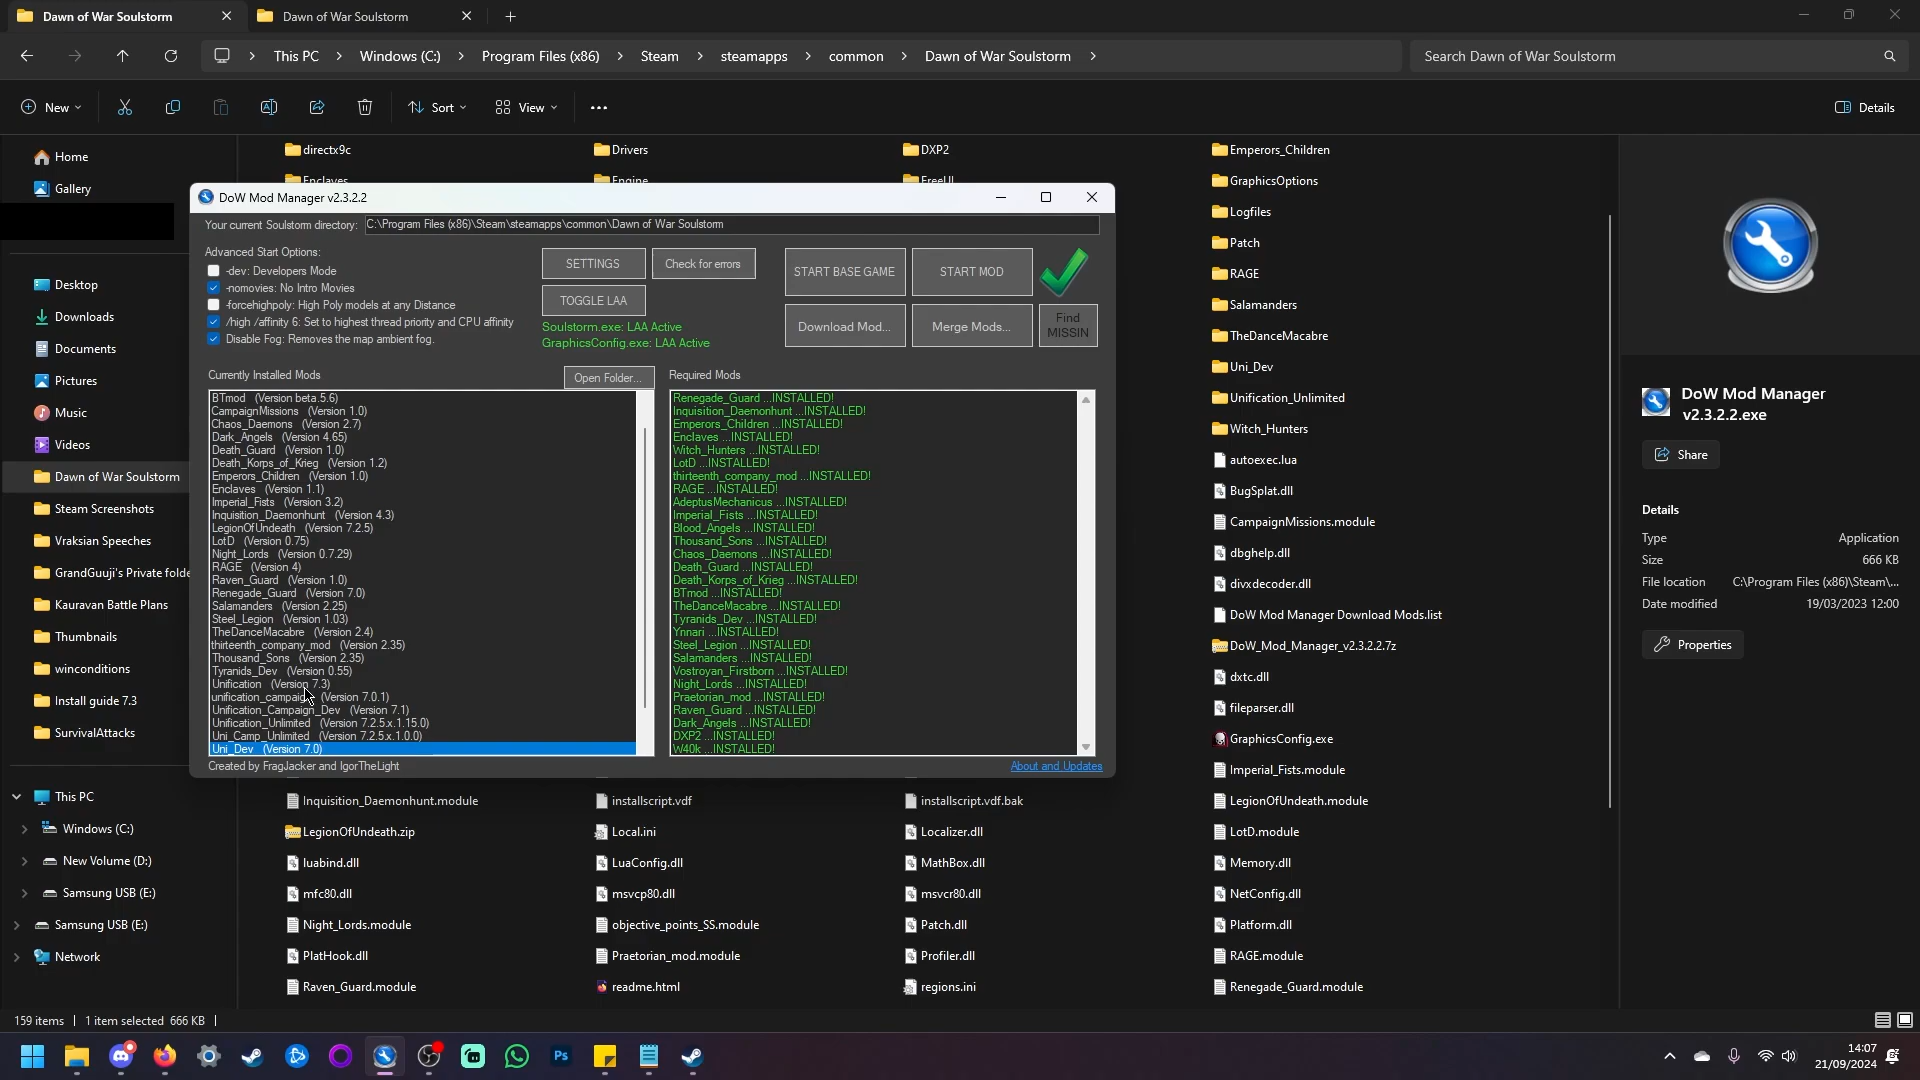 Dawn of War Soulstorm
Dawn of War Soulstorm
This PC > Windows (C:) > Program Files (x86) > Steam > steamapps > common > Dawn of War Soulstorm >
Search Dawn of War Soulstorm
New
Sort
View
Details
Home
Gallery
Desktop
Downloads
Documents
Pictures
Music
Videos
Dawn of War Soulstorm
Steam Screenshots
Vraksian Speeches
GrandGuuji's Private folde
Kauravan Battle Plans
Thumbnails
winconditions
Install guide 7.3
SurvivalAttacks
This PC
Windows (C:)
New Volume (D:)
Samsung USB (E:)
Samsung USB (E:)
Network
directx9c
Drivers
DXP2
Emperors_Children
Enclaves
Engine
FreeUI
GraphicsOptions
Logfiles
Patch
RAGE
Salamanders
TheDanceMacabre
Uni_Dev
Unification_Unlimited
Witch_Hunters
autoexec.lua
BugSplat.dll
CampaignMissions.module
dbghelp.dll
divxdecoder.dll
DoW Mod Manager Download Mods.list
DoW_Mod_Manager_v2.3.2.2.7z
dxtc.dll
fileparser.dll
GraphicsConfig.exe
Imperial_Fists.module
DoW Mod Manager v2.3.2.2
Your current Soulstorm directory: C:\Program Files (x86)\Steam\steamapps\common\Dawn of War Soulstorm
Advanced Start Options:
-dev: Developers Mode
-nomovies: No Intro Movies
-forcehighpoly: High Poly models at any Distance
/high /affinity 6: Set to highest thread priority and CPU affinity
Disable Fog: Removes the map ambient fog.
SETTINGS
Check for errors
TOGGLE LAA
Soulstorm.exe: LAA Active
GraphicsConfig.exe: LAA Active
START BASE GAME
START MOD
Download Mod...
Merge Mods...
Find
MISSIN
Currently Installed Mods
Open Folder...
Required Mods
BTmod (Version beta.5.6)
CampaignMissions (Version 1.0)
Chaos_Daemons (Version 2.7)
Dark_Angels (Version 4.65)
Death_Guard (Version 1.0)
Death_Korps_of_Krieg (Version 1.2)
Emperors_Children (Version 1.0)
Enclaves (Version 1.1)
Imperial_Fists (Version 3.2)
Inquisition_Daemonhunt (Version 4.3)
LegionOfUndeath (Version 7.2.5)
LotD (Version 0.75)
Night_Lords (Version 0.7.29)
RAGE (Version 4)
Raven_Guard (Version 1.0)
Renegade_Guard (Version 7.0)
Salamanders (Version 2.25)
Steel_Legion (Version 1.03)
TheDanceMacabre (Version 2.4)
thirteenth_company_mod (Version 2.35)
Thousand_Sons (Version 2.35)
Tyranids_Dev (Version 0.55)
Unification (Version 7.3)
unification_campaign (Version 7.0.1)
Unification_Campaign_Dev (Version 7.1)
Unification_Unlimited (Version 7.2.5.x.1.15.0)
Uni_Camp_Unlimited (Version 7.2.5.x.1.0.0)
Uni_Dev (Version 7.0)
Renegade_Guard ...INSTALLED!
Inquisition_Daemonhunt ...INSTALLED!
Emperors_Children ...INSTALLED!
Enclaves ...INSTALLED!
Witch_Hunters ...INSTALLED!
LotD ...INSTALLED!
thirteenth_company_mod ...INSTALLED!
RAGE ...INSTALLED!
AdeptusMechanicus ...INSTALLED!
Imperial_Fists ...INSTALLED!
Blood_Angels ...INSTALLED!
Thousand_Sons ...INSTALLED!
Chaos_Daemons ...INSTALLED!
Death_Guard ...INSTALLED!
Death_Korps_of_Krieg ...INSTALLED!
BTmod ...INSTALLED!
TheDanceMacabre ...INSTALLED!
Tyranids_Dev ...INSTALLED!
Ynnari ...INSTALLED!
Steel_Legion ...INSTALLED!
Salamanders ...INSTALLED!
Vostroyan_Firstborn ...INSTALLED!
Night_Lords ...INSTALLED!
Praetorian_mod ...INSTALLED!
Raven_Guard ...INSTALLED!
Dark_Angels ...INSTALLED!
DXP2 ...INSTALLED!
W40k ...INSTALLED!
Created by FragJacker and IgorTheLight
About and Updates
Inquisition_Daemonhunt.module
installscript.vdf
installscript.vdf.bak
LegionOfUndeath.module
LegionOfUndeath.zip
Local.ini
Localizer.dll
LotD.module
luabind.dll
LuaConfig.dll
MathBox.dll
Memory.dll
mfc80.dll
msvcp80.dll
msvcr80.dll
NetConfig.dll
Night_Lords.module
objective_points_SS.module
Patch.dll
Platform.dll
PlatHook.dll
Praetorian_mod.module
Profiler.dll
RAGE.module
Raven_Guard.module
readme.html
regions.ini
Renegade_Guard.module
DoW Mod Manager
v2.3.2.2.exe
Share
Details
Type Application
Size 666 KB
File location C:\Program Files (x86)\Steam\...
Date modified 19/03/2023 12:00
Properties
159 items | 1 item selected 666 KB |
Ps
14:07
21/09/2024